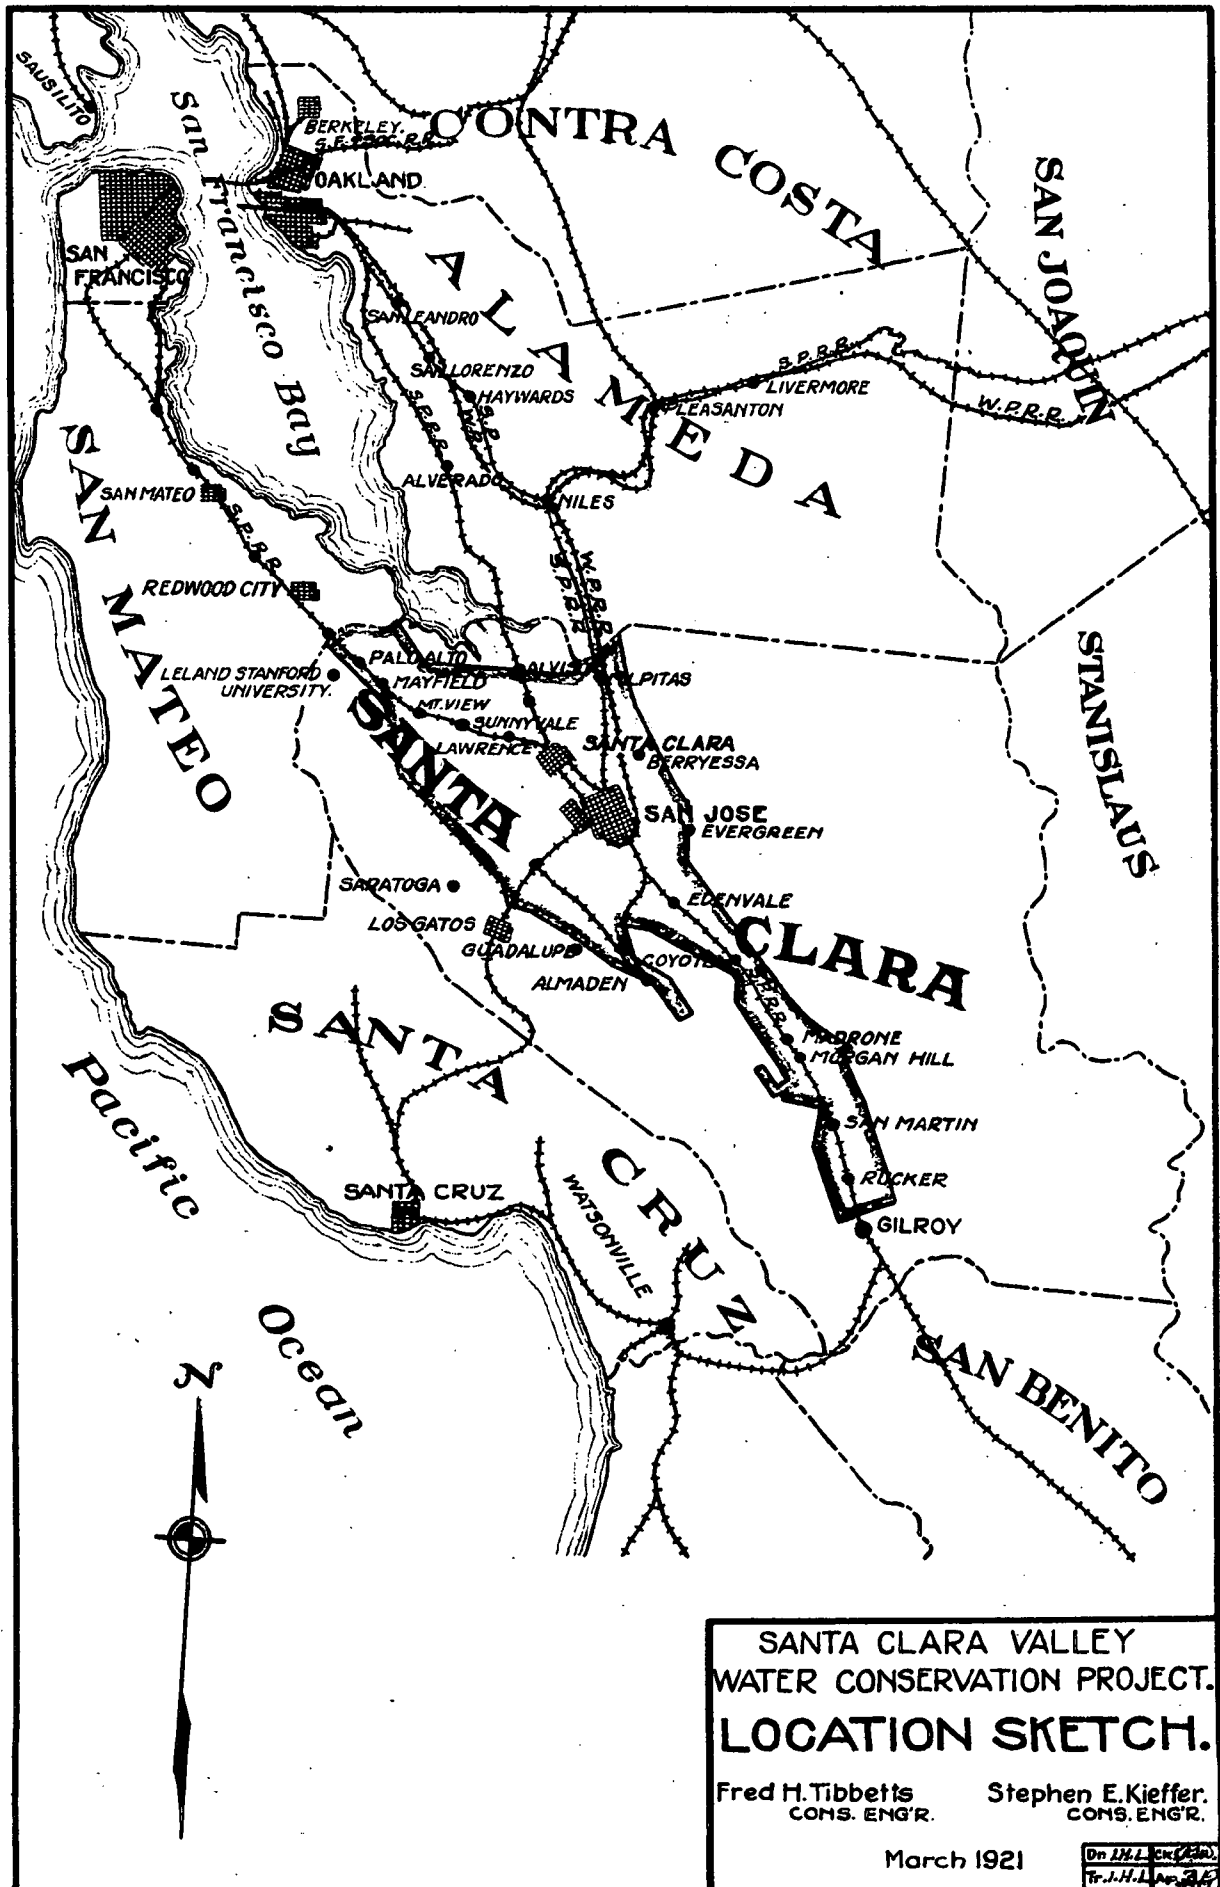 SAUSILITO
San Francisco Bay
BERKELEY.
CONTRA COSTA
OAKLAND
SAN JOAQUIN
SAN
FRANCISCO
ALAMEDA
SAN LEANDRO
SAN LORENZO
HAYWARDS
S.P.R.R.
LIVERMORE
PLEASANTON
W.P.R.R.
S.P.R.R.
S.P.
ALVERADO
NILES
SAN MATEO
SAN MATEO
S.P.R.R.
W.P.R.R.
S.P.R.R.
REDWOOD CITY
PALO ALTO
LELAND STANFORD
UNIVERSITY.
MAYFIELD
ALVISO
MILPITAS
STANISLAUS
MT. VIEW
SUNNYVALE
LAWRENCE
SANTA CLARA
BERRYESSA
SANTA CLARA
SAN JOSE
EVERGREEN
SARATOGA
EDENVALE
LOS GATOS
GUADALUPE
COYOTE
ALMADEN
S.P.R.R.
SANTA CRUZ
MADRONE
MORGAN HILL
SAN MARTIN
RUCKER
GILROY
SANTA CRUZ
WATSONVILLE
Pacific Ocean
SAN BENITO
N
SANTA CLARA VALLEY
WATER CONSERVATION PROJECT.
LOCATION SKETCH.
Fred H. Tibbetts
CONS. ENG'R.
Stephen E. Kieffer.
CONS. ENG'R.
March 1921
Dn J.H.L. CK
Tr. J.H.L. Ap.